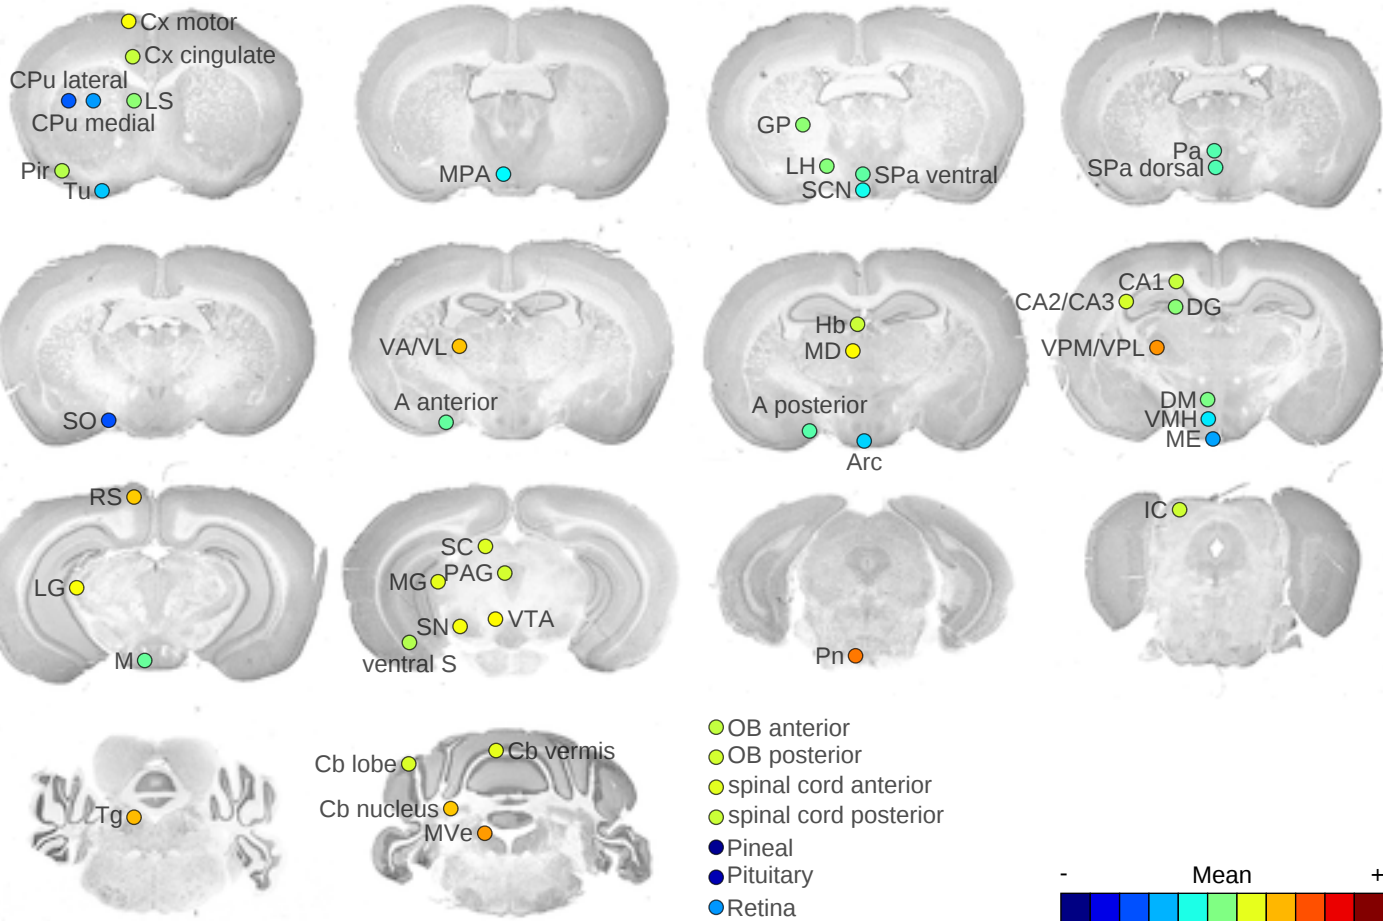 Cx motor
Cx cingulate
CPu lateral
LS
CPu medial
Pir
Tu
MPA
GP
LH
SPa ventral
SCN
Pa
SPa dorsal
SO
VA/VL
A anterior
Hb
MD
A posterior
Arc
CA1
CA2/CA3
DG
VPM/VPL
DM
VMH
ME
RS
LG
M
SC
MG
PAG
SN
VTA
ventral S
Pn
IC
Tg
Cb lobe
Cb vermis
Cb nucleus
MVe
OB anterior
OB posterior
spinal cord anterior
spinal cord posterior
Pineal
Pituitary
Retina
- Mean +